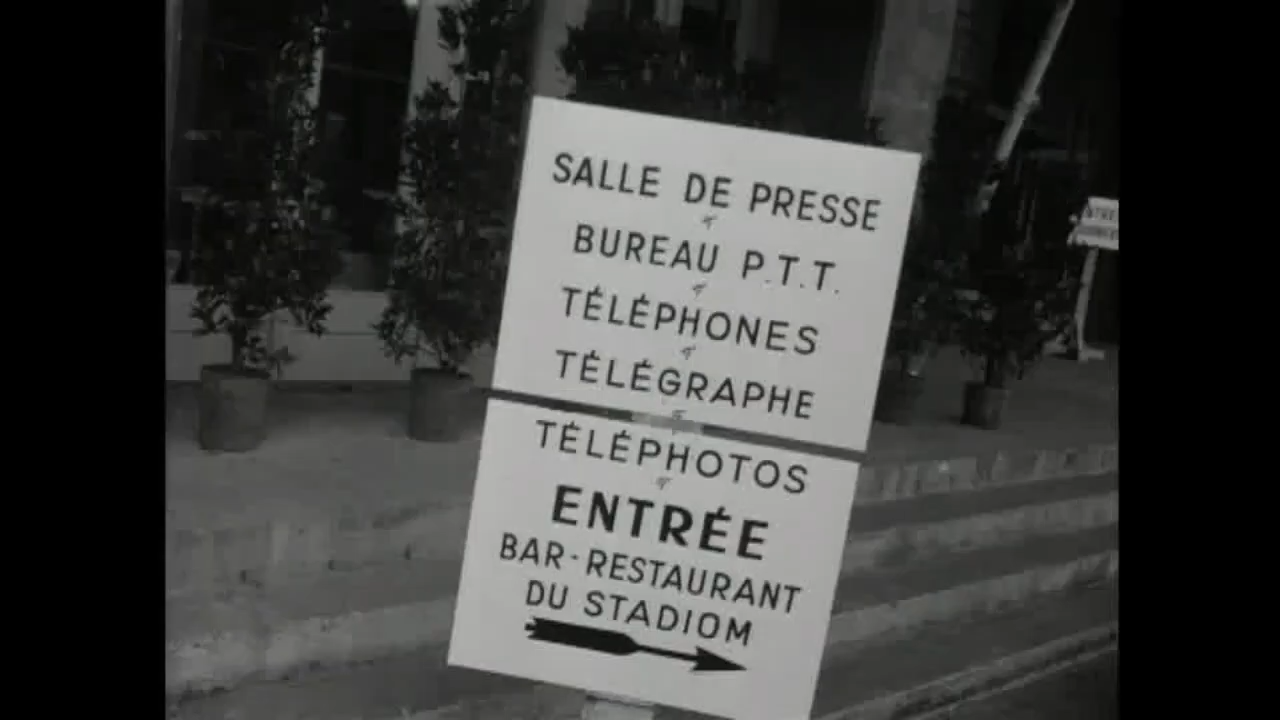 SALLE DE PRESSE
BUREAU P.T.T.
TÉLÉPHONES
TÉLÉGRAPHE
TÉLÉPHOTOS
ENTRÉE
BAR-RESTAURANT
DU STADIOM